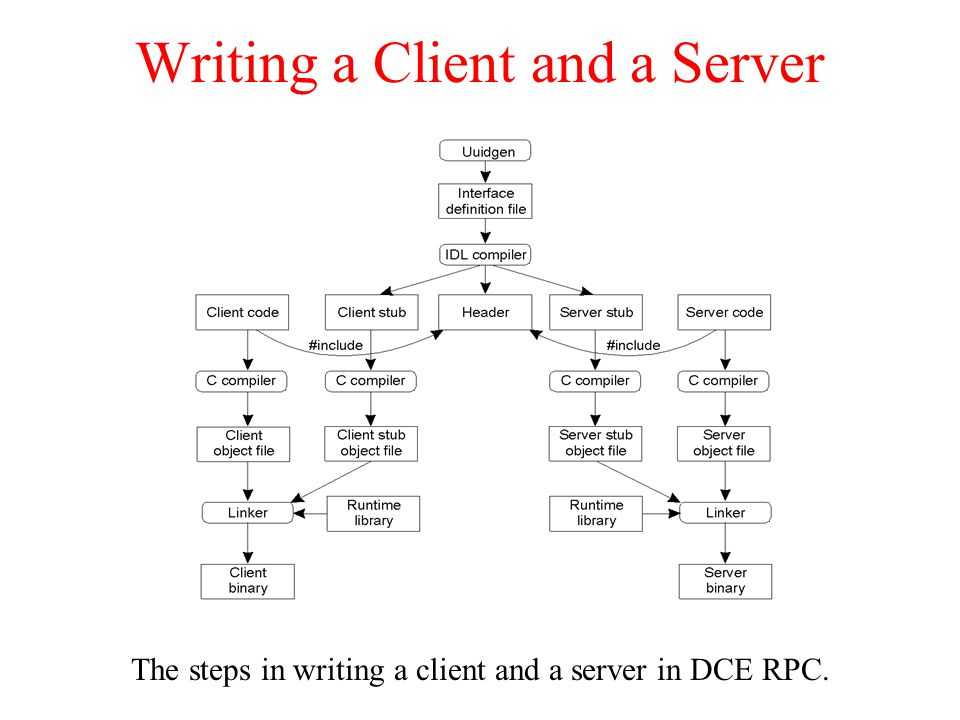 Writing a Client and a Server
Uuidgen
Interface
definition file
IDL compiler
Client code
Client stub
Header
Server stub
Server code
#include
#include
C compiler
C compiler
C compiler
C compiler
Client
object file
Client stub
object file
Server stub
object file
Server
object file
Linker
Runtime
library
Runtime
library
Linker
Client
binary
Server
binary
The steps in writing a client and a server in DCE RPC.